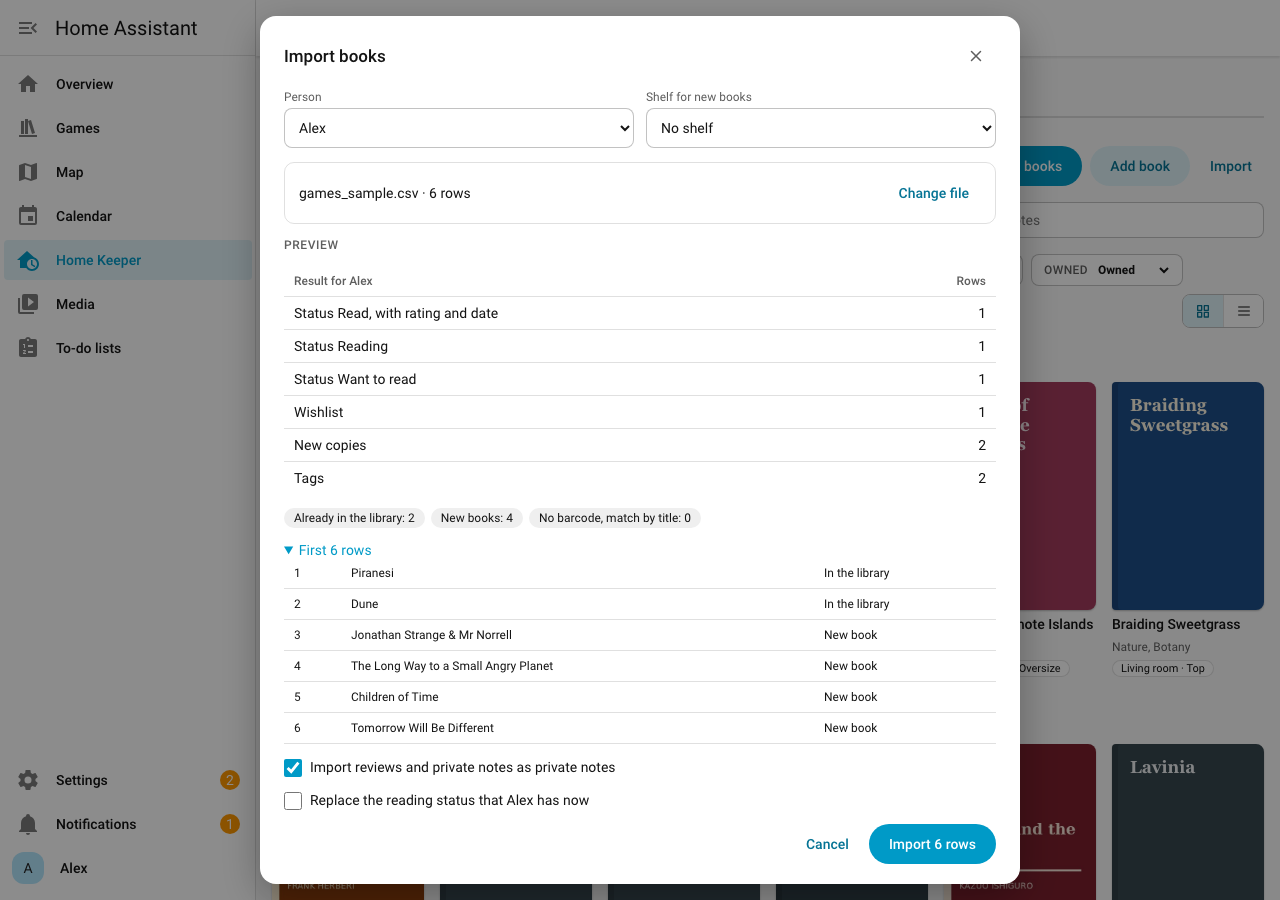 Home Assistant
Overview
Games
Map
Calendar
Home Keeper
Media
To-do lists
Settings
2
Notifications
1
A
Alex
Import books
Person
Shelf for new books
Alex
No shelf
games_sample.csv · 6 rows
Change file
PREVIEW
Result for Alex
Rows
Status Read, with rating and date
1
Status Reading
1
Status Want to read
1
Wishlist
1
New copies
2
Tags
2
Already in the library: 2
New books: 4
No barcode, match by title: 0
First 6 rows
1 Piranesi In the library
2 Dune In the library
3 Jonathan Strange & Mr Norrell New book
4 The Long Way to a Small Angry Planet New book
5 Children of Time New book
6 Tomorrow Will Be Different New book
Import reviews and private notes as private notes
Replace the reading status that Alex has now
Cancel
Import 6 rows
books
Add book
Import
OWNED Owned
Braiding
Sweetgrass
Islands
Braiding Sweetgrass
Nature, Botany
Oversize
Living room · Top
and the
Lavinia
FRANK HERBERT
KAZUO ISHIGURO